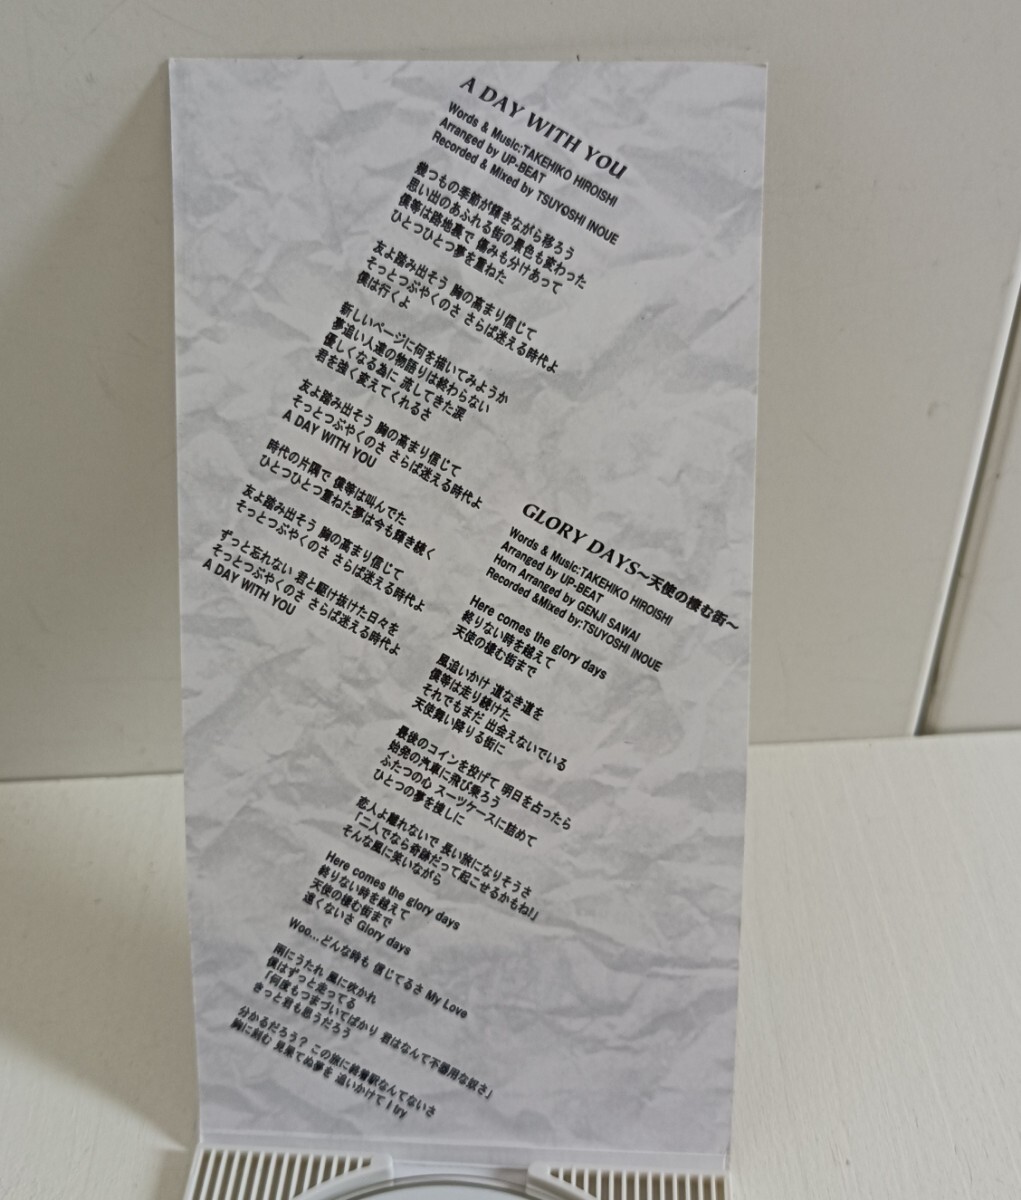 A DAY WITH YOU
Words & Music:TAKEHIKO HIROISHI
Arranged by UP-BEAT
Recorded & Mixed by TSUYOSHI INOUE
幾つもの季節が輝きながら移ろう
思い出のあふれる街の景色も変わった
僕等は路地裏で 傷みも分けあって
ひとつひとつ夢を重ねた
友よ踏み出そう 胸の高まり信じて
そっとつぶやくのさ さらば迷える時代よ
僕は行くよ
新しいページに何を描いてみようか
夢追い人達の物語りは終わらない
優しくなる為に 流してきた涙
君を強く変えてくれるさ
友よ踏み出そう 胸の高まり信じて
そっとつぶやくのさ さらば迷える時代よ
A DAY WITH YOU
時代の片隅で 僕等は叫んでた
ひとつひとつ重ねた夢は今も輝き続く
友よ踏み出そう 胸の高まり信じて
そっとつぶやくのさ さらば迷える時代よ
ずっと忘れない 君と駆け抜けた日々を
そっとつぶやくのさ さらば迷える時代よ
A DAY WITH YOU
GLORY DAYS〜天使の棲む街〜
Words & Music:TAKEHIKO HIROISHI
Arranged by UP-BEAT
Horn Arranged by GENJI SAWAI
Recorded &Mixed by:TSUYOSHI INOUE
Here comes the glory days
終りない時を越えて
天使の棲む街まで
風追いかけ 道なき道を
僕等は走り続けた
それでもまだ 出会えないでいる
天使舞い降りる街に
最後のコインを投げて 明日を占ったら
始発の汽車に飛び乗ろう
ふたつの心 スーツケースに詰めて
ひとつの夢を捜しに
恋人よ離れないで 長い旅になりそうさ
「二人でなら奇跡だって起こせるかもね!」
そんな風に笑いながら
Here comes the glory days
終りない時を越えて
天使の棲む街まで
遠くないさ Glory days
Woo...どんな時も 信じてるさ My Love
雨にうたれ 風に吹かれ
僕はずっと走ってる
「何度もつまづいてばかり 君はなんて不器用な奴さ」
きっと君も思うだろう
分かるだろう? この旅に終着駅なんてないさ
胸に刻む 見果てぬ夢を 追いかけて I try